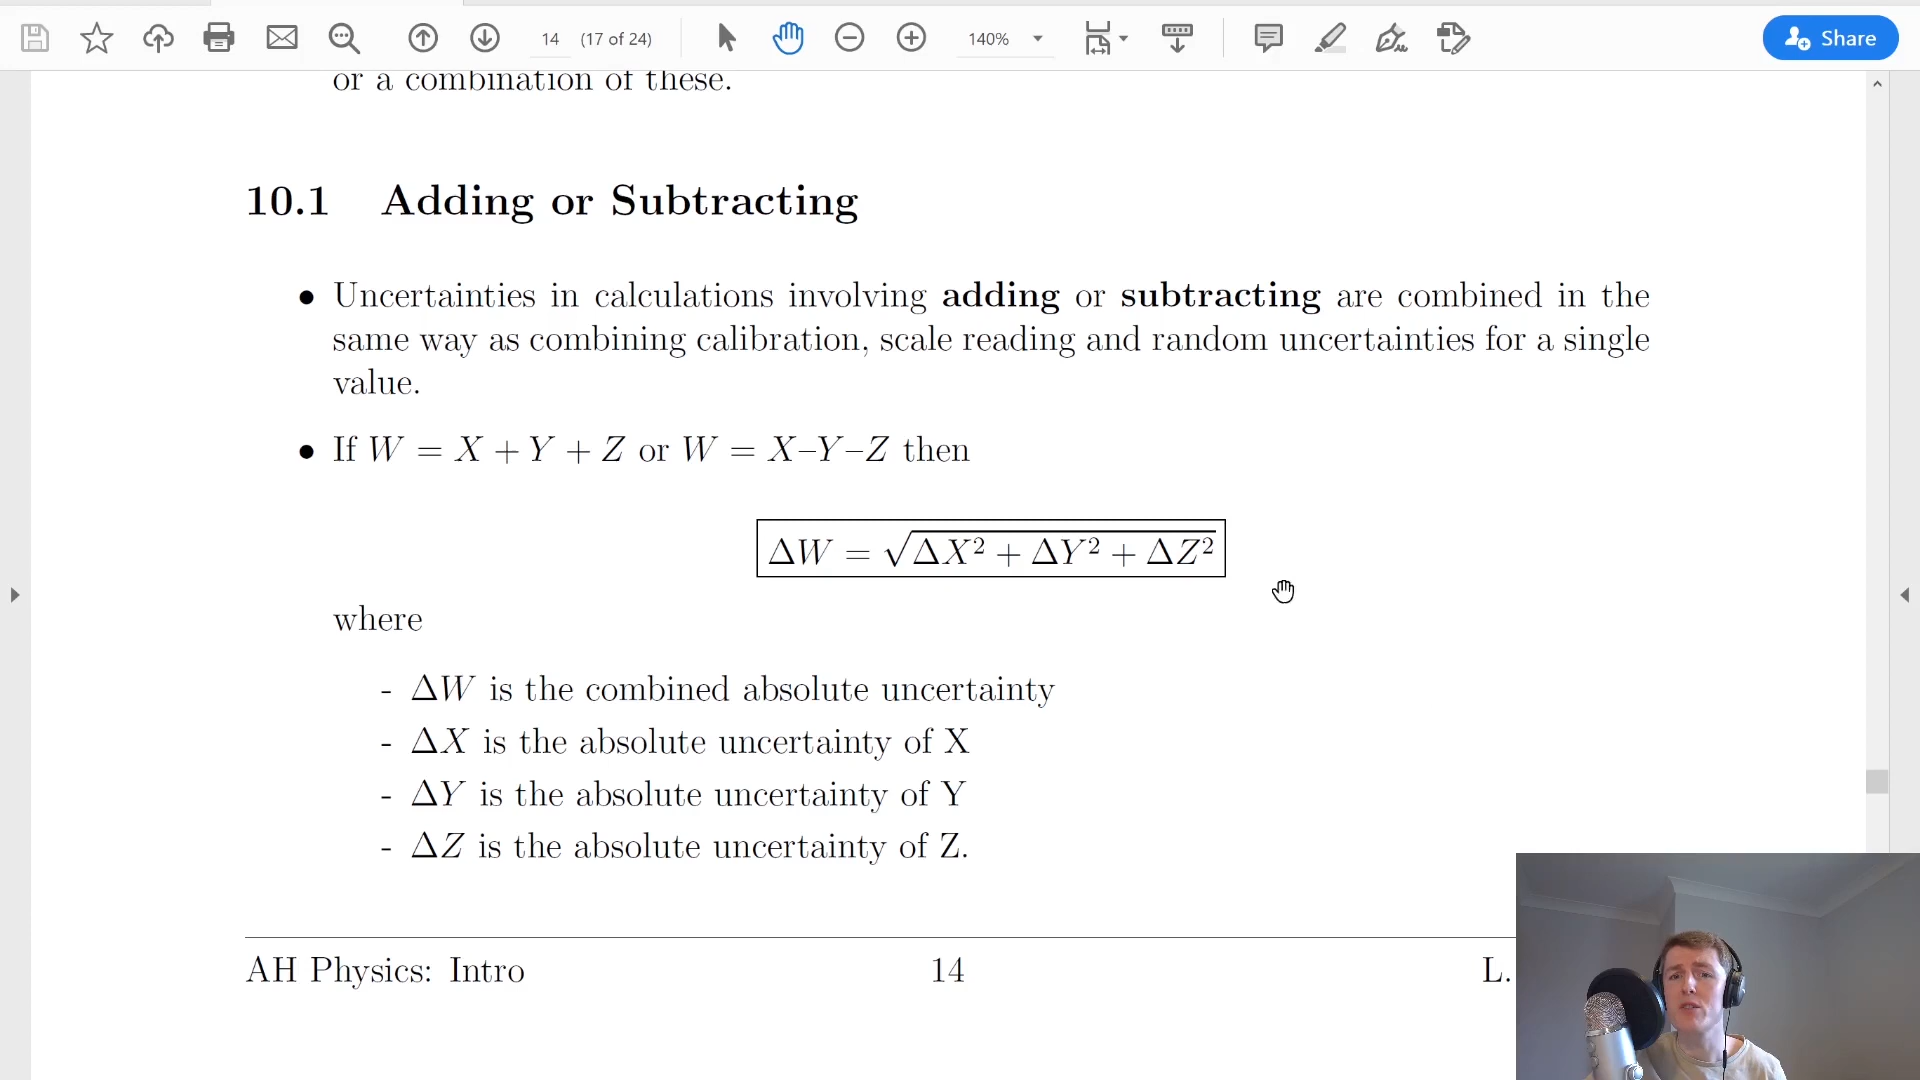 14 (17 of 24) 140% Share
or a combination of these.
10.1 Adding or Subtracting
• Uncertainties in calculations involving adding or subtracting are combined in the
same way as combining calibration, scale reading and random uncertainties for a single
value.
• If W = X + Y + Z or W = X–Y–Z then
ΔW = √ΔX² + ΔY² + ΔZ²
where
- ΔW is the combined absolute uncertainty
- ΔX is the absolute uncertainty of X
- ΔY is the absolute uncertainty of Y
- ΔZ is the absolute uncertainty of Z.
AH Physics: Intro 14 L.